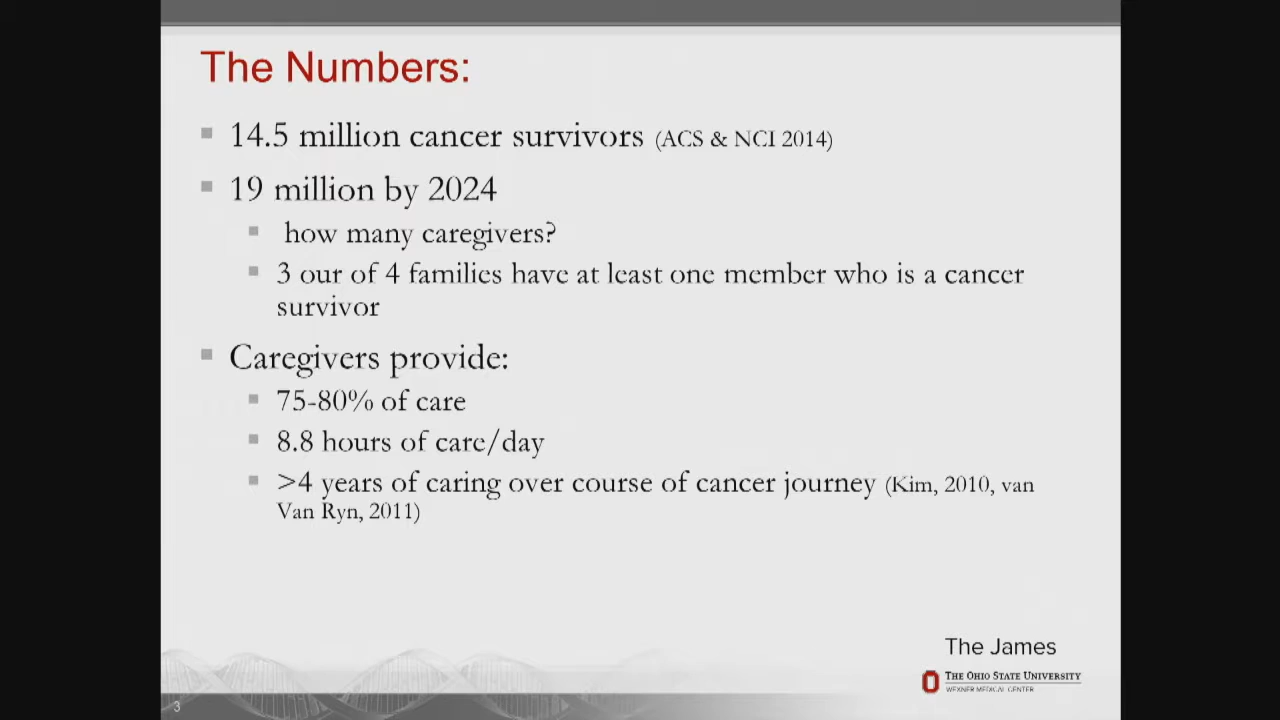 The Numbers:
14.5 million cancer survivors (ACS & NCI 2014)
19 million by 2024
how many caregivers?
3 our of 4 families have at least one member who is a cancer
survivor
Caregivers provide:
75-80% of care
8.8 hours of care/day
>4 years of caring over course of cancer journey (Kim, 2010, van
Van Ryn, 2011)
The James
THE OHIO STATE UNIVERSITY
WEXNER MEDICAL CENTER
3